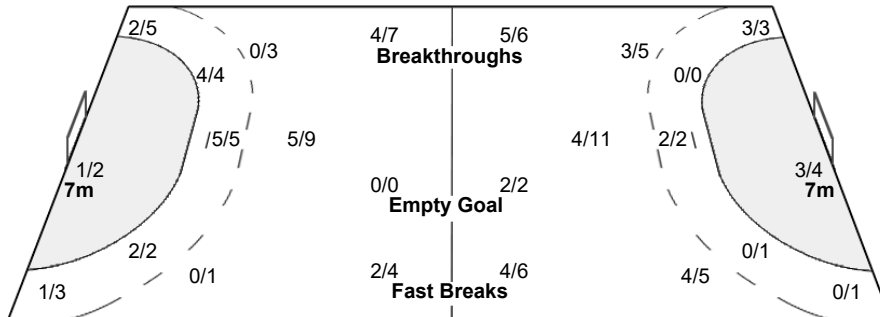 2/5 4/7 5/6 3/3
0/3 Breakthroughs 3/5
4/4 0/0
5/5 5/9 4/11 2/2
1/2 3/4
7m 0/0 2/2 7m
Empty Goal
2/2 0/1
0/1 2/4 4/6 4/5
1/3 Fast Breaks 0/1